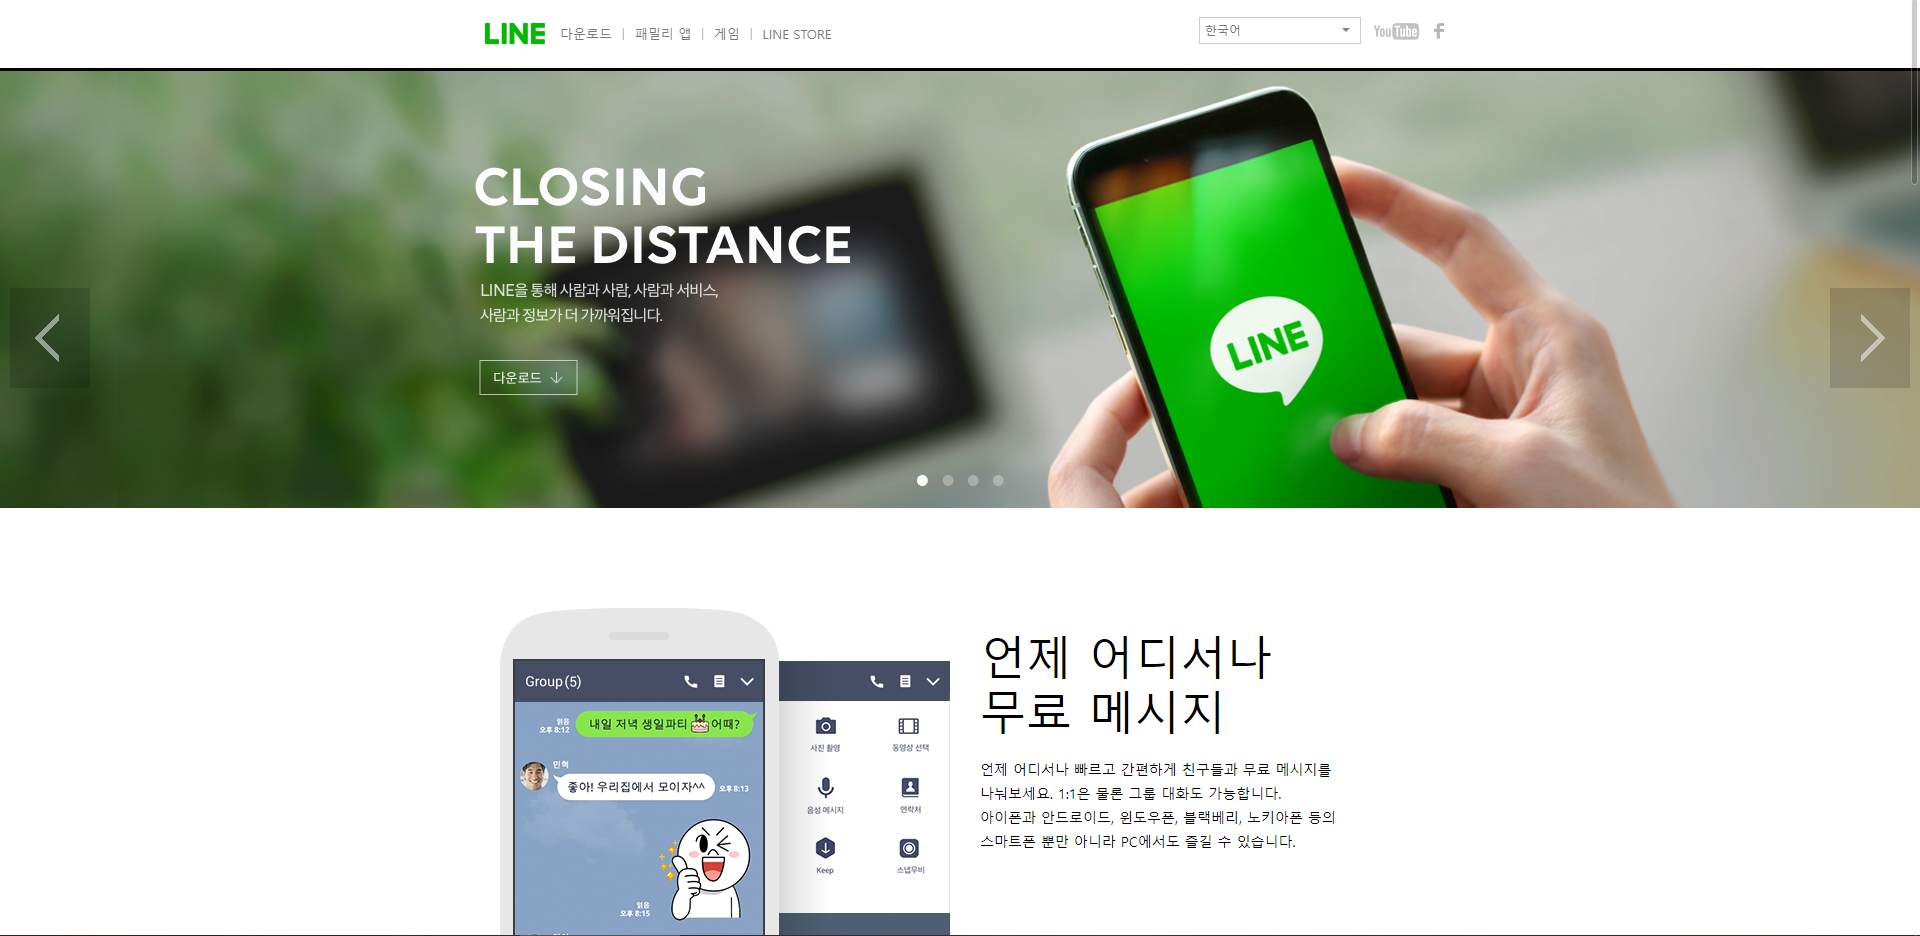 LINE 다운로드 | 패밀리 앱 | 게임 | LINE STORE
한국어
YouTube
CLOSING
THE DISTANCE
LINE을 통해 사람과 사람, 사람과 서비스,
사람과 정보가 더 가까워집니다.
다운로드
LINE
Group(5)
읽음
오후 8:12
내일 저녁 생일파티 어때?
민혁
좋아! 우리집에서 모이자^^
오후 8:13
읽음
오후 8:15
사진 촬영
동영상 선택
음성 메시지
연락처
Keep
스냅무비
언제 어디서나
무료 메시지
언제 어디서나 빠르고 간편하게 친구들과 무료 메시지를
나눠보세요. 1:1은 물론 그룹 대화도 가능합니다.
아이폰과 안드로이드, 윈도우폰, 블랙베리, 노키아폰 등의
스마트폰 뿐만 아니라 PC에서도 즐길 수 있습니다.